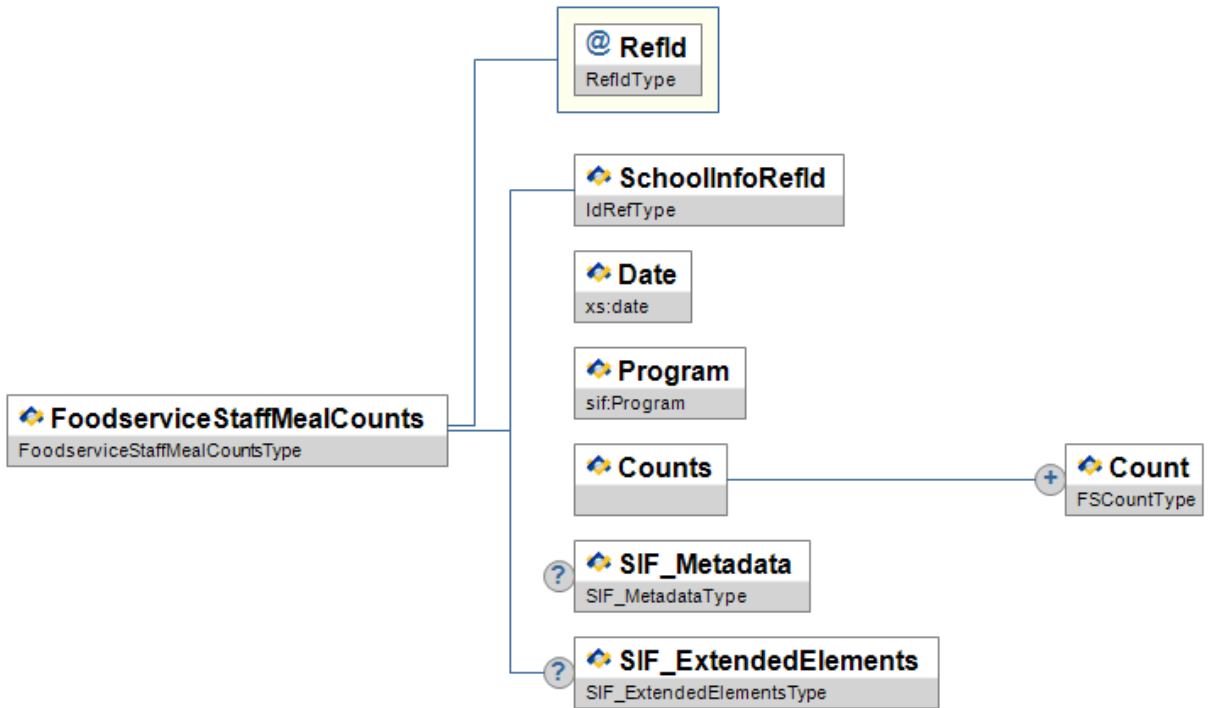 @ RefId
RefIdType
SchoolInfoRefId
IdRefType
Date
xs:date
Program
sif:Program
FoodserviceStaffMealCounts
FoodserviceStaffMealCountsType
Counts
+ Count
FSCountType
? SIF_Metadata
SIF_MetadataType
? SIF_ExtendedElements
SIF_ExtendedElementsType